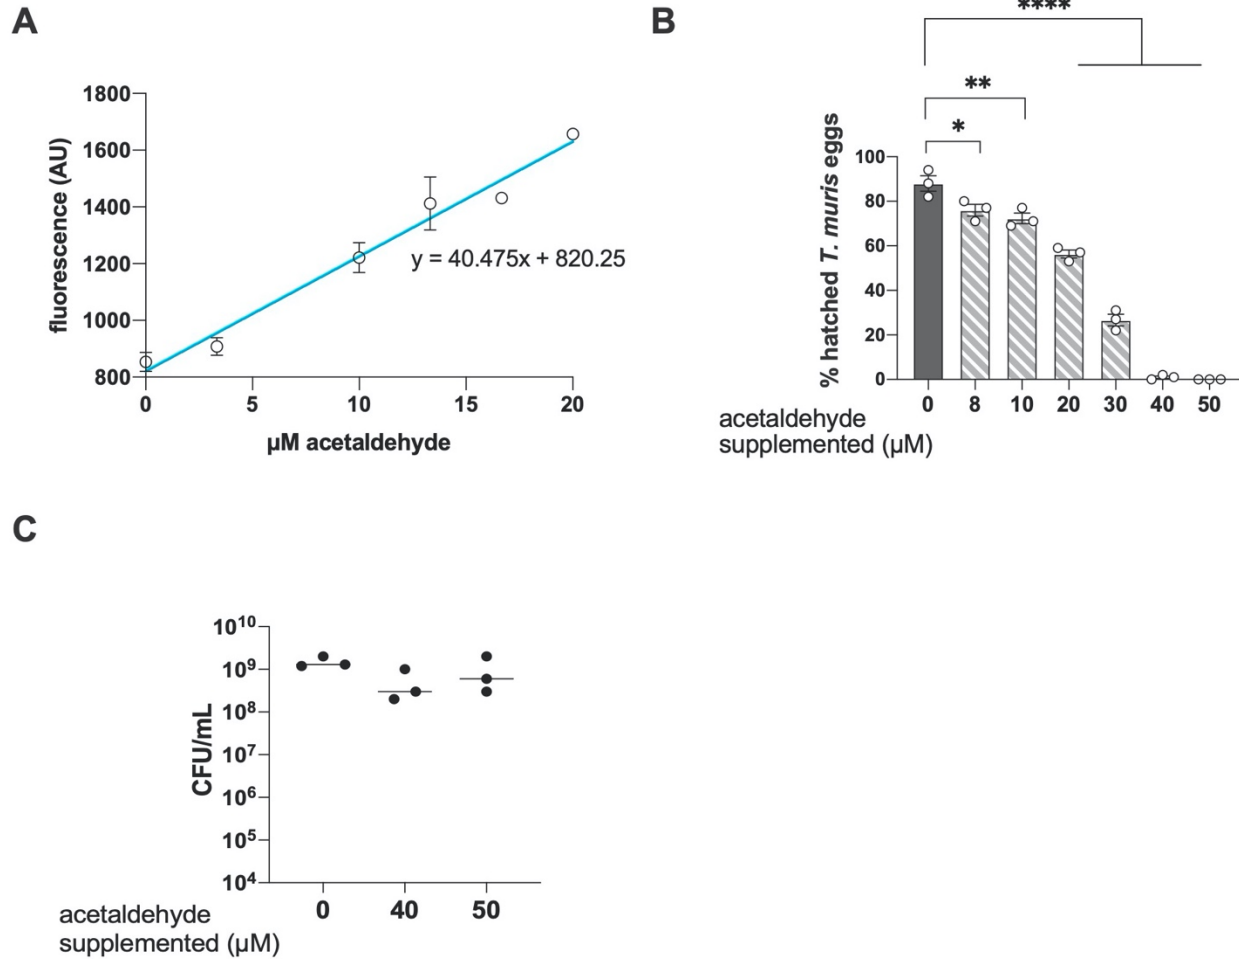 A
1800
1600
1400
1200
1000
800
fluorescence (AU)
y = 40.475x + 820.25
0 5 10 15 20
µM acetaldehyde
B
****
**
*
100
80
60
40
20
0
% hatched T. muris eggs
0 8 10 20 30 40 50
acetaldehyde
supplemented (µM)
C
10¹⁰
10⁹
10⁸
10⁷
10⁶
10⁵
10⁴
CFU/mL
0 40 50
acetaldehyde
supplemented (µM)